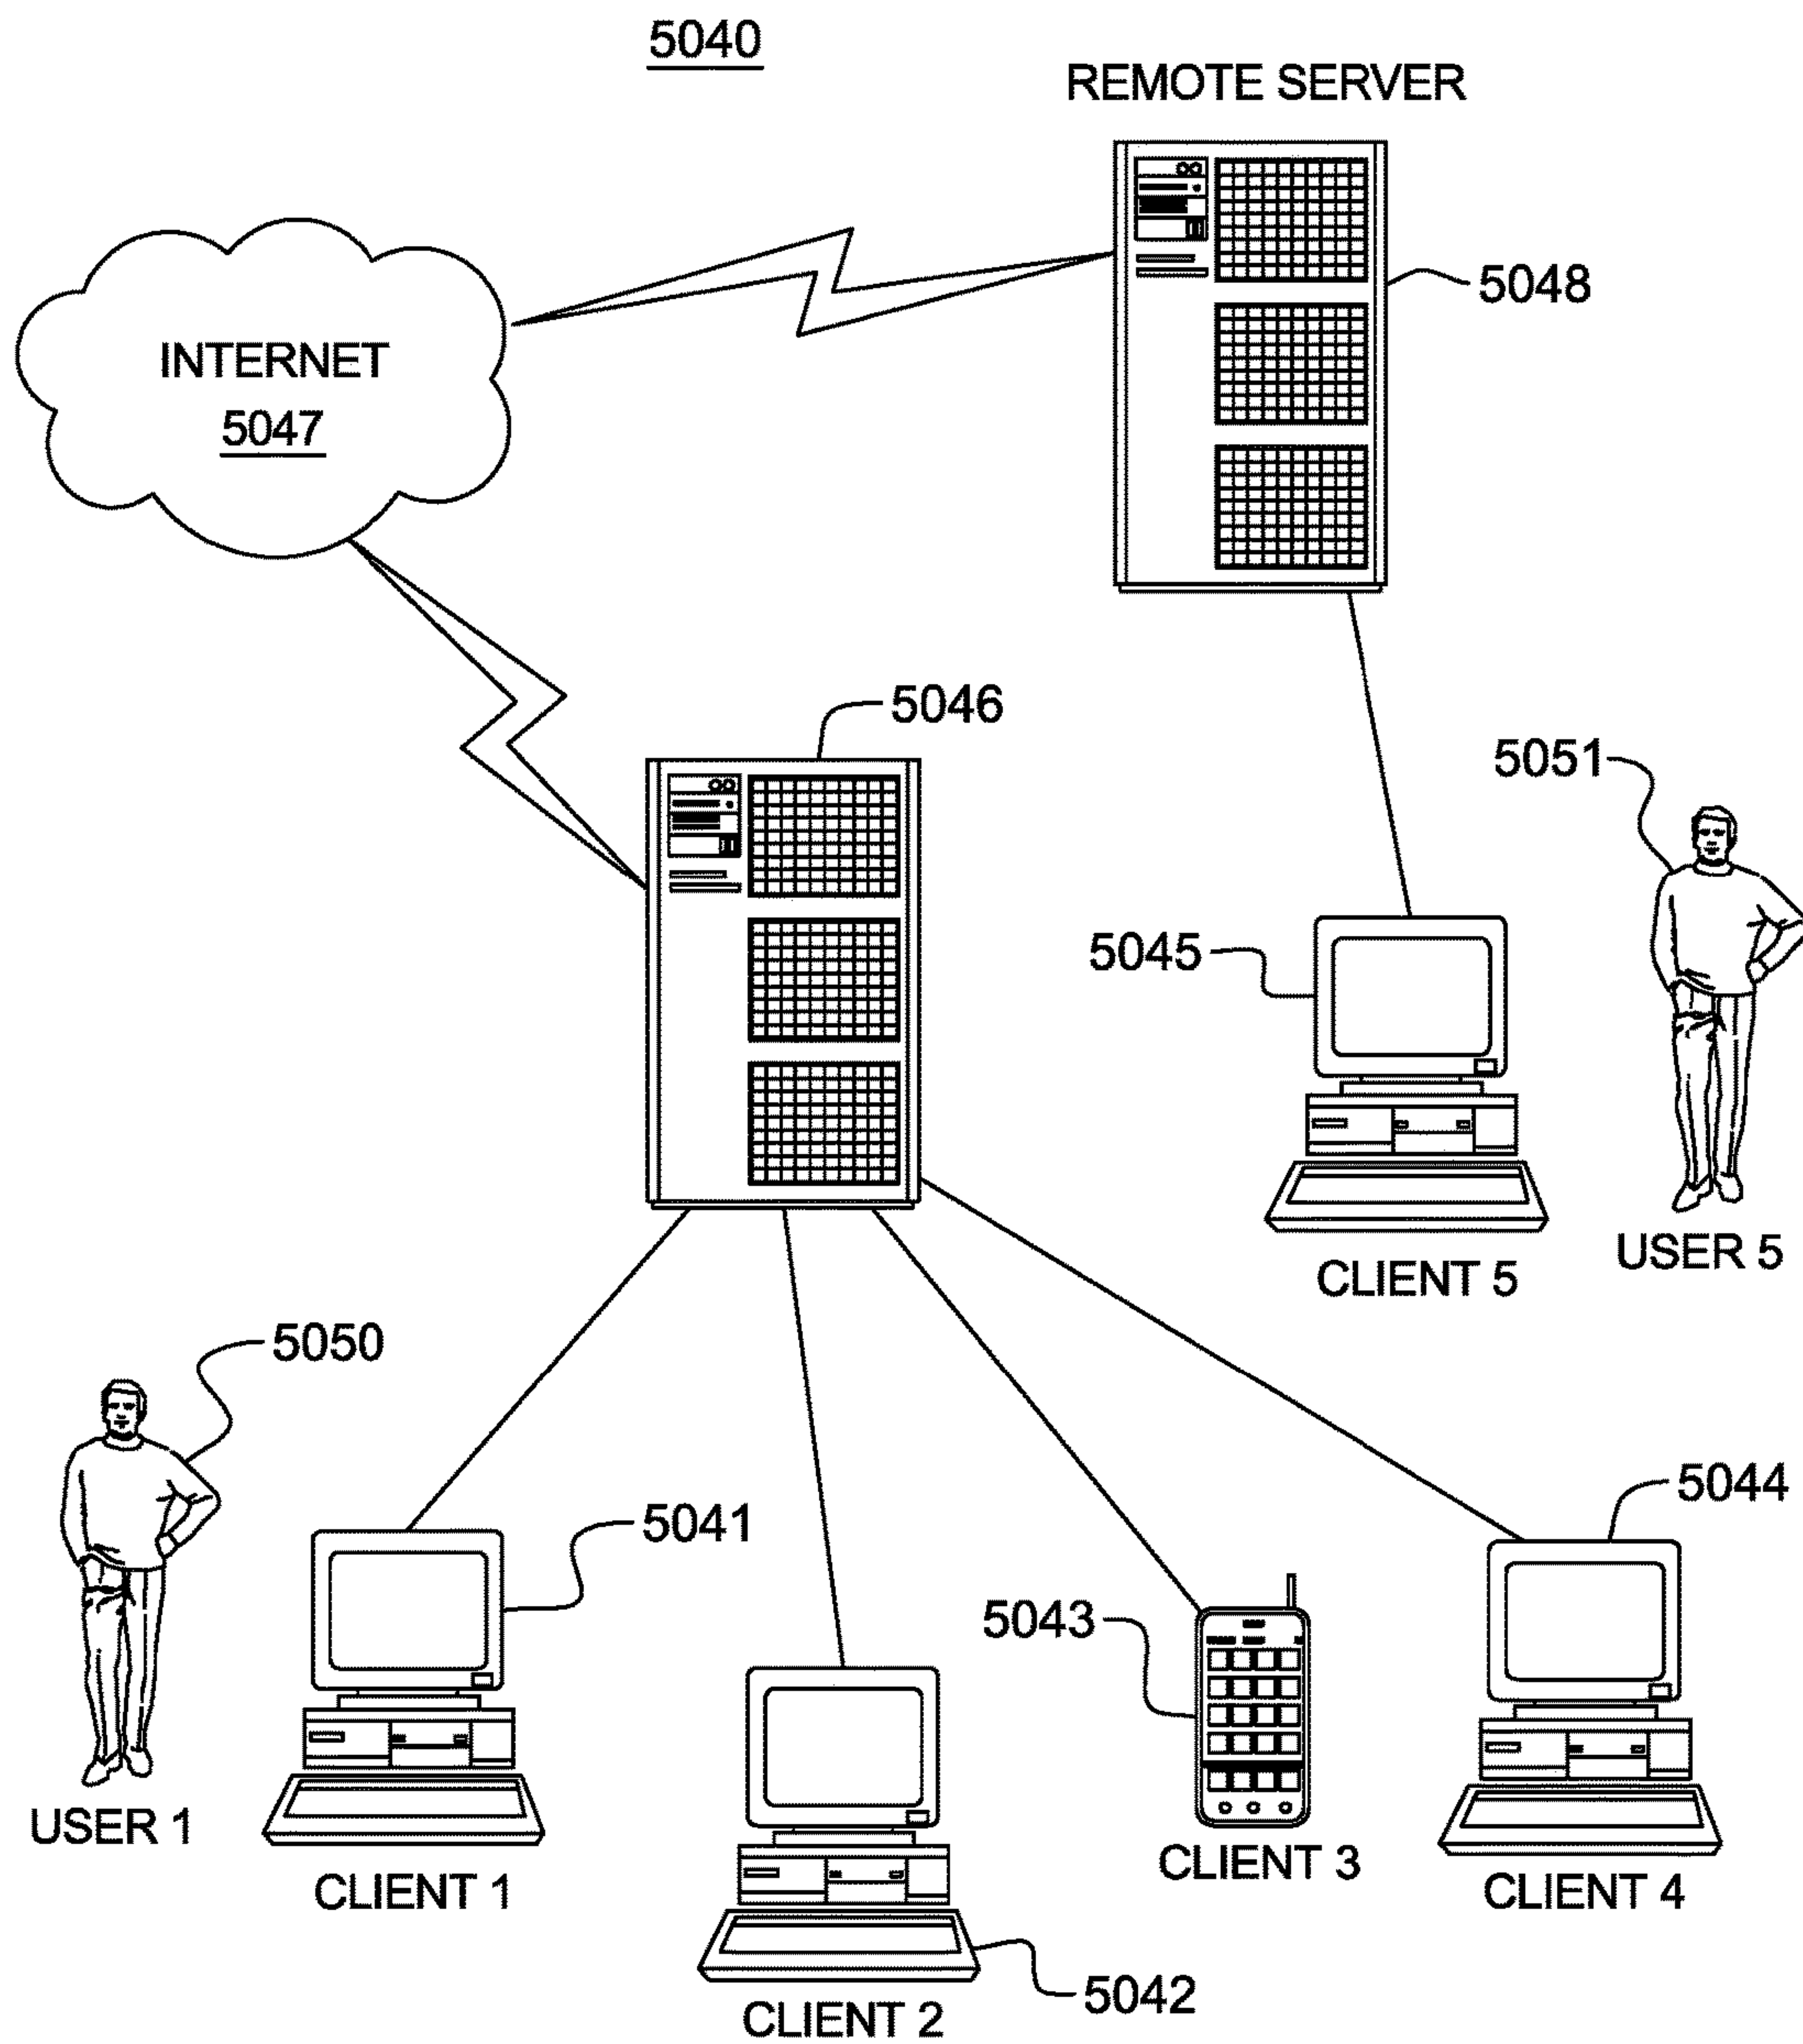 5040
REMOTE SERVER
5048
INTERNET
5047
5046
5051
5045
USER 5
CLIENT 5
5050
5044
5041
5043
USER 1
CLIENT 3
CLIENT 1
CLIENT 4
5042
CLIENT 2